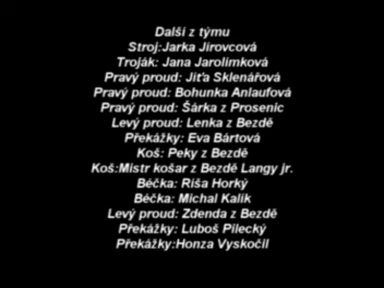 Další z týmu
Stroj:Jarka Jírovcová
Troják: Jana Jarolímková
Pravý proud: Jíťa Sklenářová
Pravý proud: Bohunka Anlaufová
Pravý proud: Šárka z Prosenic
Levý proud: Lenka z Bezdě
Překážky: Eva Bártová
Koš: Peky z Bezdě
Koš:Mistr košar z Bezdě Langy jr.
Béčka: Ríša Horký
Béčka: Michal Kalík
Levý proud: Zdenda z Bezdě
Překážky: Luboš Pilecký
Překážky:Honza Vyskočil